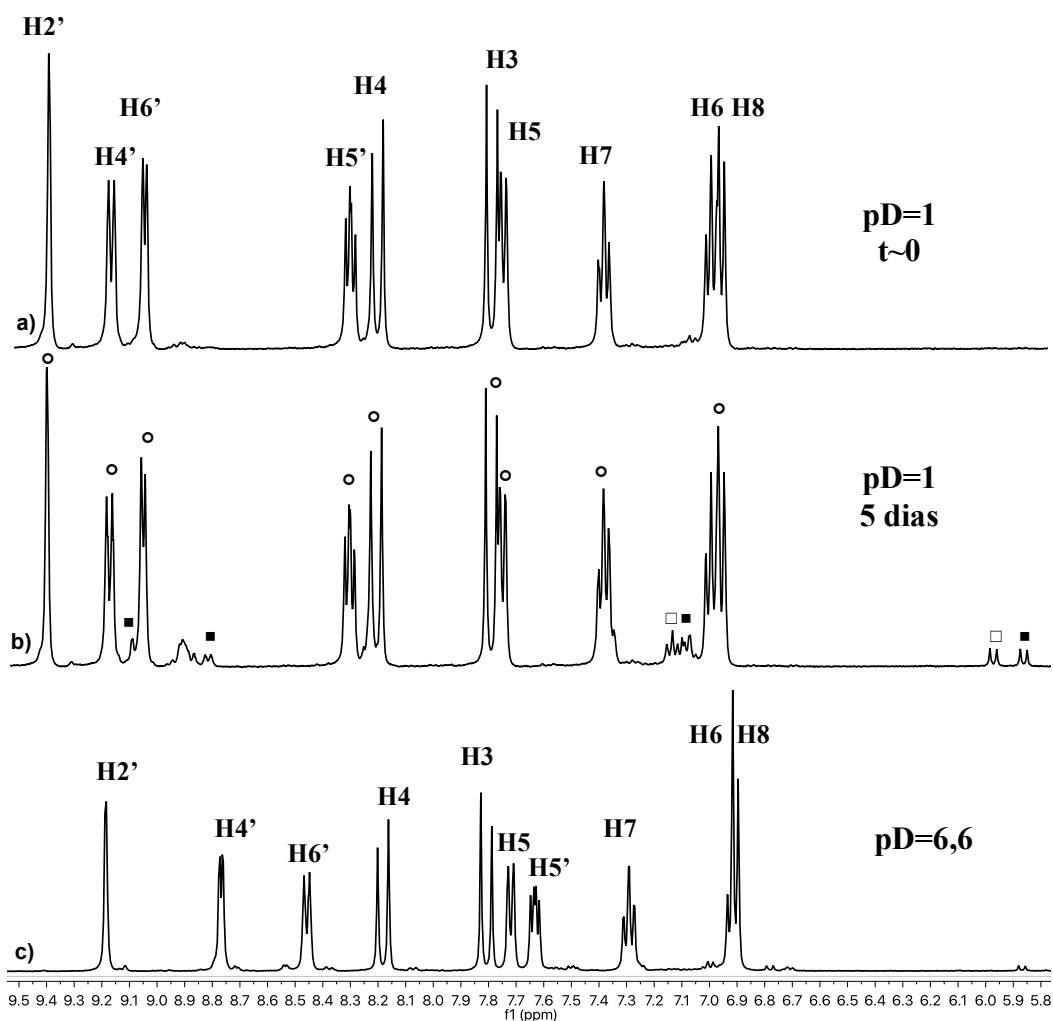 H2’
H4’
H6’
H5’
H4
H3
H5
H7
H6 H8
pD=1
t~0
a)
pD=1
5 dias
b)
H2’
H4’
H6’
H4
H3
H5
H5’
H7
H6 H8
pD=6,6
c)
9.5 9.4 9.3 9.2 9.1 9.0 8.9 8.8 8.7 8.6 8.5 8.4 8.3 8.2 8.1 8.0 7.9 7.8 7.7 7.6 7.5 7.4 7.3 7.2 7.1 7.0 6.9 6.8 6.7 6.6 6.5 6.4 6.3 6.2 6.1 6.0 5.9 5.8
f1 (ppm)